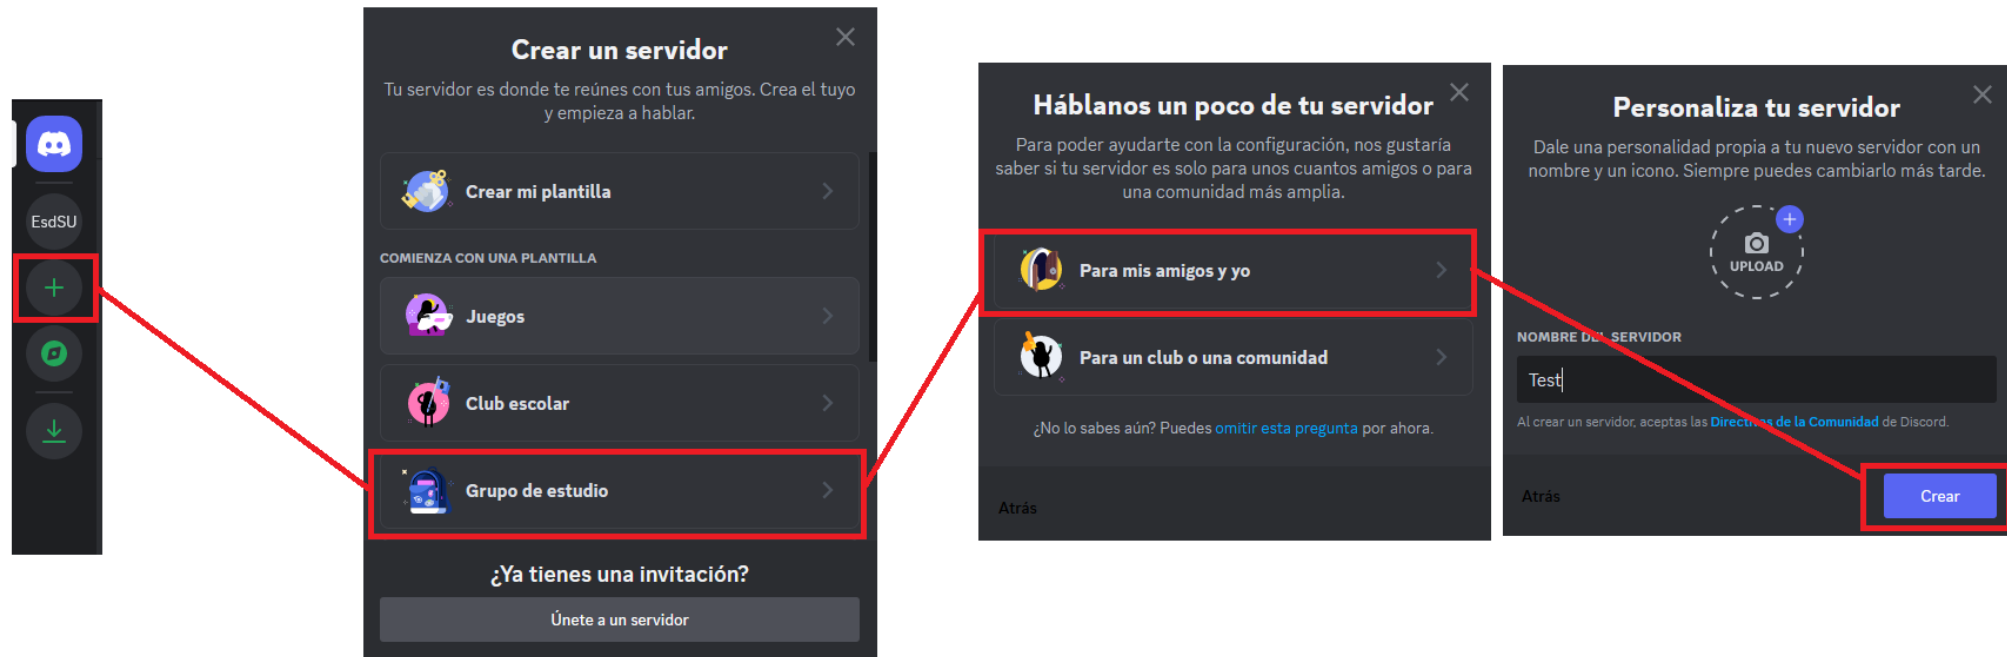 EsdSU
Crear un servidor
Tu servidor es donde te reúnes con tus amigos. Crea el tuyo
y empieza a hablar.
Crear mi plantilla
COMIENZA CON UNA PLANTILLA
Juegos
Club escolar
Grupo de estudio
¿Ya tienes una invitación?
Únete a un servidor
Háblanos un poco de tu servidor
Para poder ayudarte con la configuración, nos gustaría
saber si tu servidor es solo para unos cuantos amigos o para
una comunidad más amplia.
Para mis amigos y yo
Para un club o una comunidad
¿No lo sabes aún? Puedes omitir esta pregunta por ahora.
Atrás
Personaliza tu servidor
Dale una personalidad propia a tu nuevo servidor con un
nombre y un icono. Siempre puedes cambiarlo más tarde.
UPLOAD
NOMBRE DEL SERVIDOR
Test
Al crear un servidor, aceptas las Directivas de la Comunidad de Discord.
Atrás
Crear